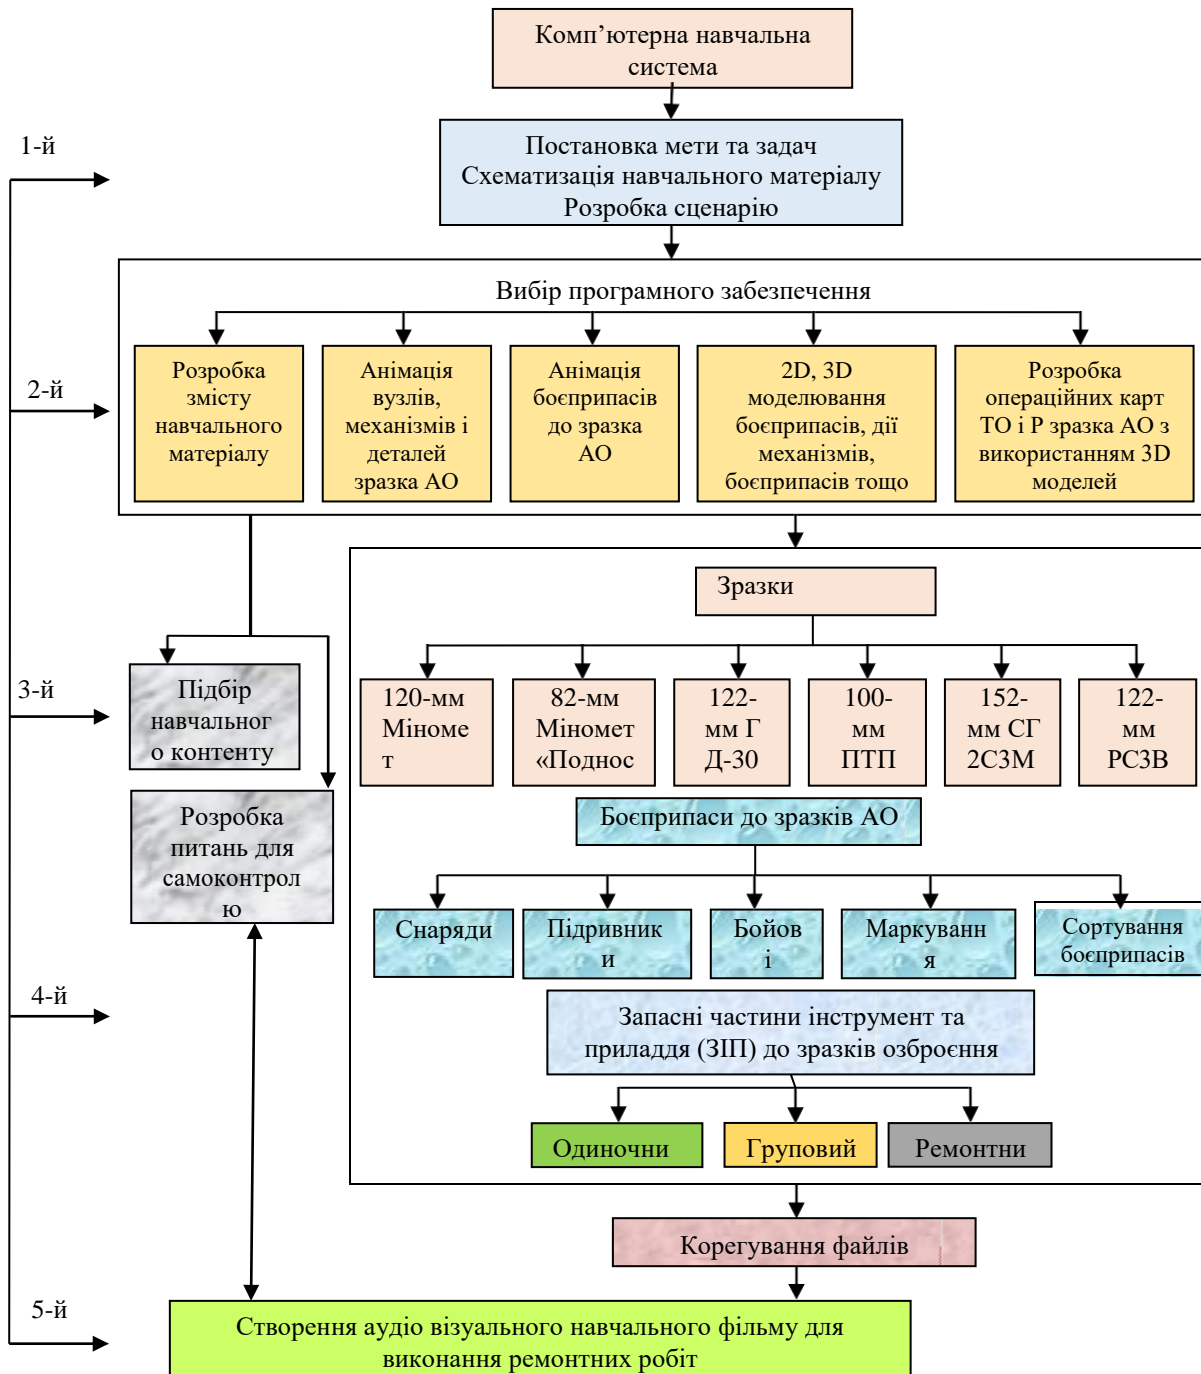 Комп’ютерна навчальна
система
1-й
Постановка мети та задач
Схематизація навчального матеріалу
Розробка сценарію
Вибір програмного забезпечення
2-й
Розробка
змісту
навчального
матеріалу
Анімація
вузлів,
механізмів і
деталей
зразка АО
Анімація
боєприпасів
до зразка
АО
2D, 3D
моделювання
боєприпасів, дії
механізмів,
боєприпасів тощо
Розробка
операційних карт
ТО і Р зразка АО з
використанням 3D
моделей
Зразки
3-й
Підбір
навчальног
о контенту
120-мм
Міноме
т
82-мм
Міномет
«Поднос
122-
мм Г
Д-30
100-
мм
ПТП
152-
мм СГ
2С3М
122-
мм
РСЗВ
Розробка
питань для
самоконтрол
ю
Боєприпаси до зразків АО
Снаряди
Підривник
и
Бойов
і
Маркуванн
я
Сортування
боєприпасів
4-й
Запасні частини інструмент та
приладдя (ЗІП) до зразків озброєння
Одиночни
Груповий
Ремонтни
Корегування файлів
5-й
Створення аудіо візуального навчального фільму для
виконання ремонтних робіт